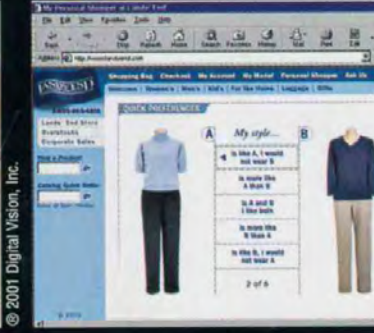 My Personal Shopper at Lands' End
File Edit View Favorites Tools Help
Back Stop Refresh Home Search Favorites History Mail Print Edit
Address
Shopping Bag Checkout My Account My Model Personal Shopper Ask Us
LANDS' END
Welcome Women's Men's Kid's For the Home Luggage Gifts
Lands' End Store
Overstocks
Corporate Sales
QUICK PREFERENCES
Find a Product
Catalog Quick Order
A My style... B
is like A, I would
not wear B
is more like
A than B
is A and B
I like both
is more like
B than A
is like B, I would
not wear A
2 of 6
© 2001 Digital Vision, Inc.